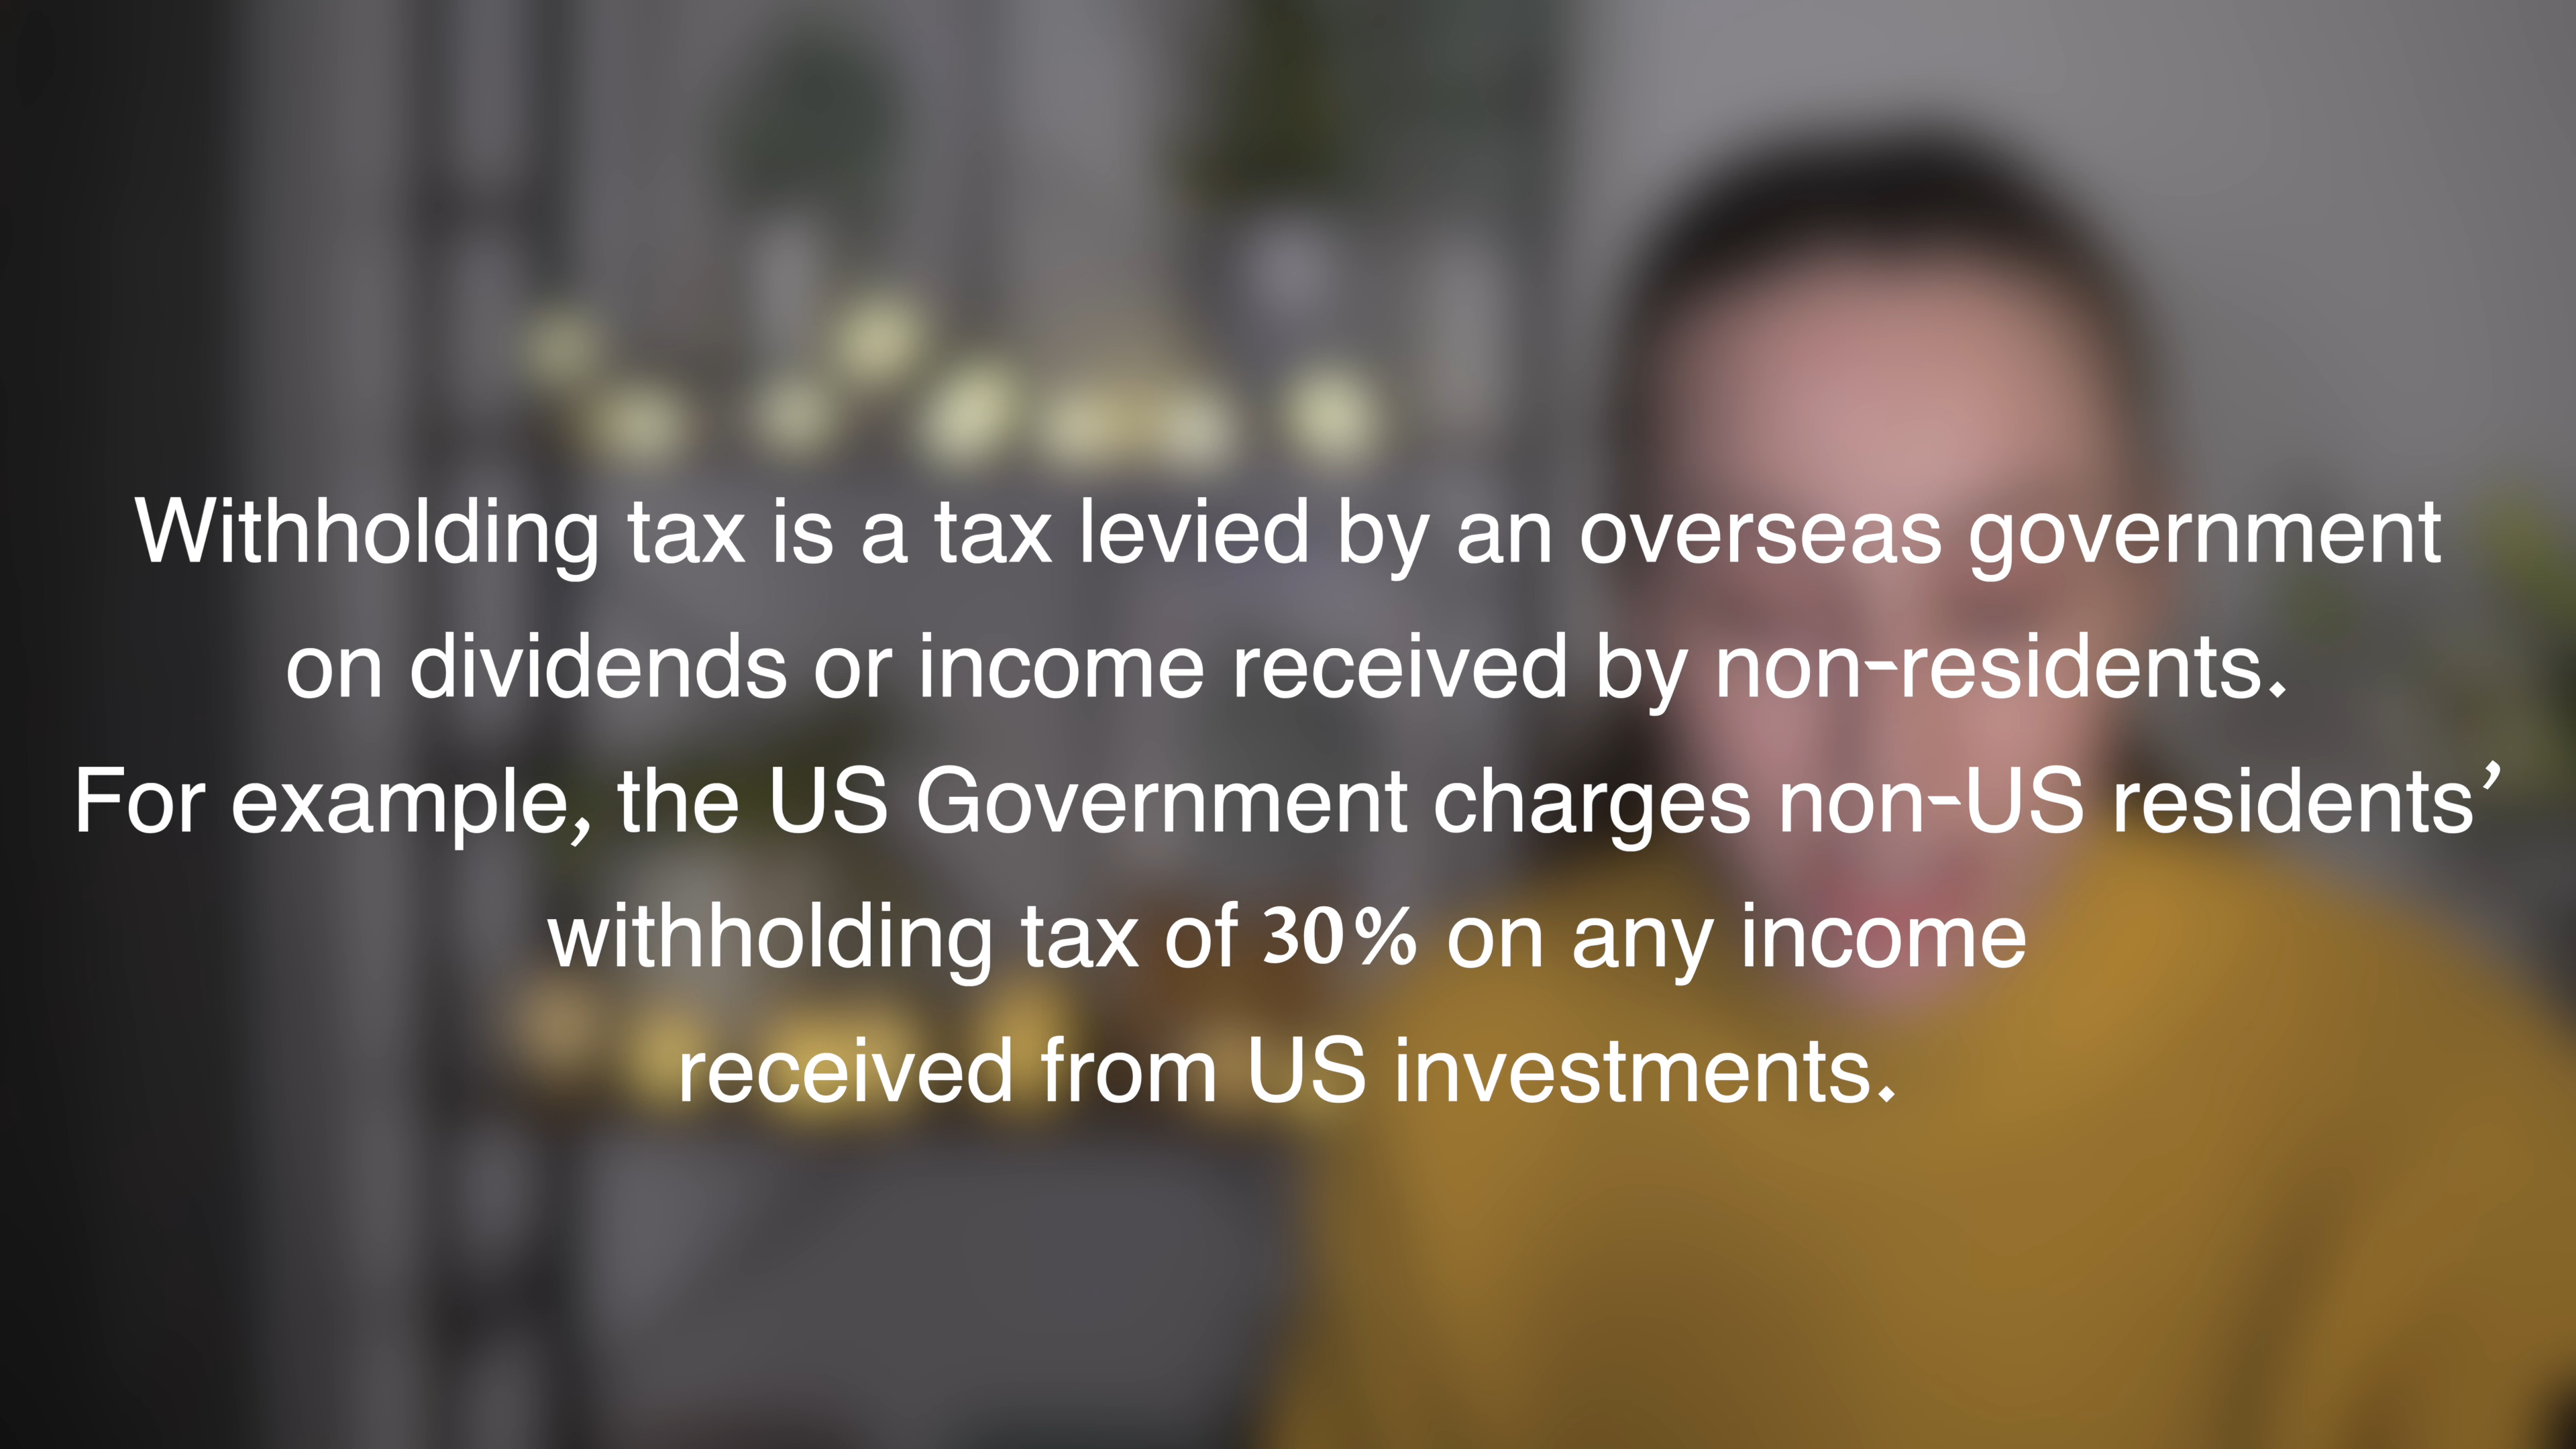 Withholding tax is a tax levied by an overseas government
on dividends or income received by non-residents.
For example, the US Government charges non-US residents’
withholding tax of 30% on any income
received from US investments.